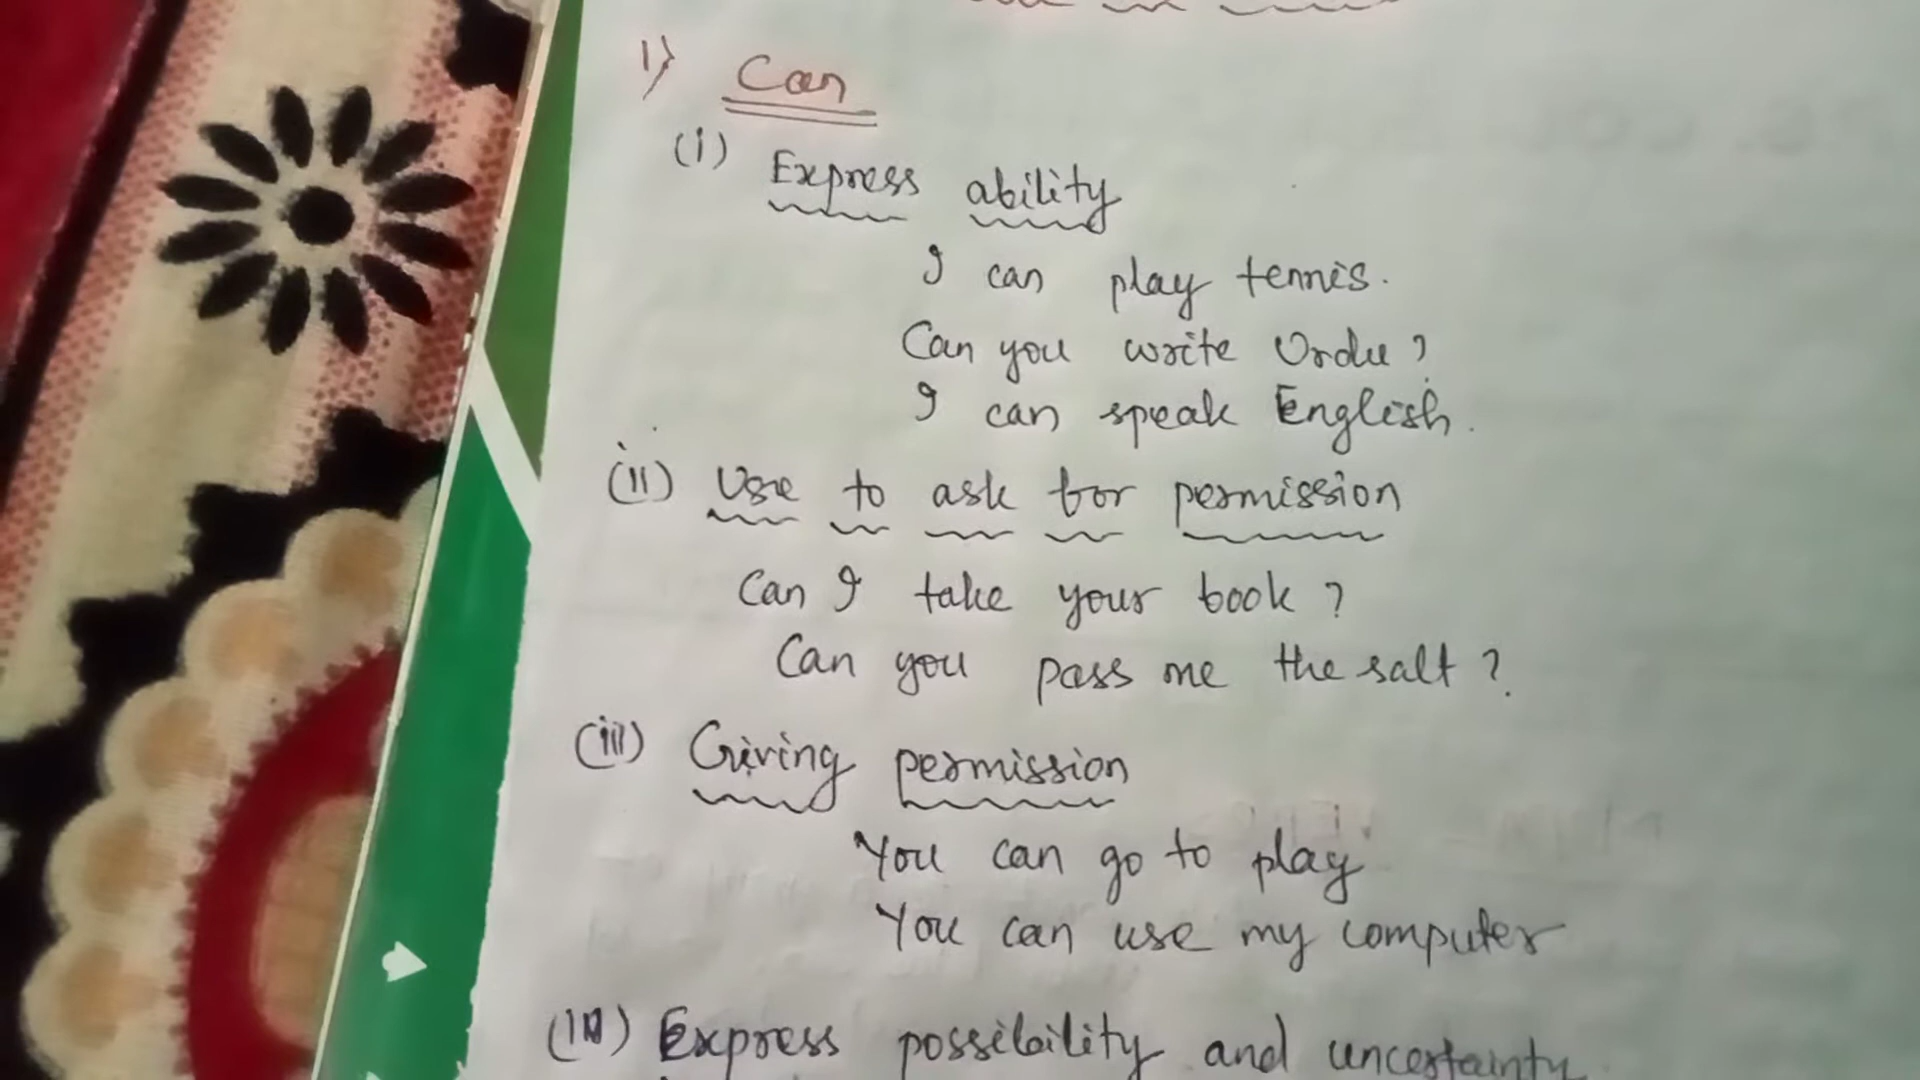 1} Can
(i) Express ability
I can play tennis.
Can you write Urdu?
I can speak English.
(ii) Use to ask for permission
Can I take your book?
Can you pass me the salt?
(iii) Giving permission
You can go to play
You can use my computer
(iv) Express possibility and uncertainty